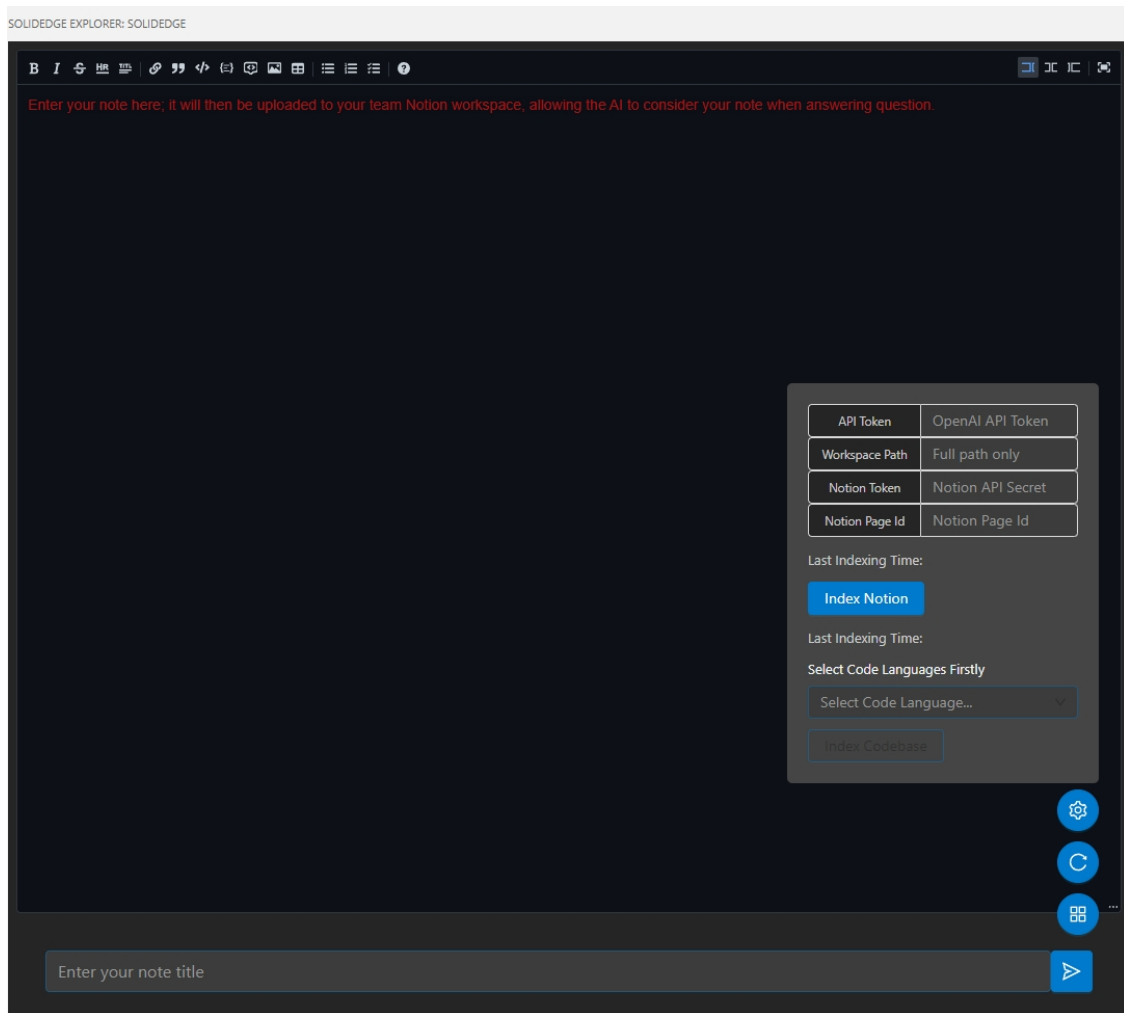 SOLIDEDGE EXPLORER: SOLIDEDGE
B I S HR TITL
Enter your note here; it will then be uploaded to your team Notion workspace, allowing the AI to consider your note when answering question.
API Token OpenAI API Token
Workspace Path Full path only
Notion Token Notion API Secret
Notion Page Id Notion Page Id
Last Indexing Time:
Index Notion
Last Indexing Time:
Select Code Languages Firstly
Select Code Language...
Index Codebase
...
Enter your note title